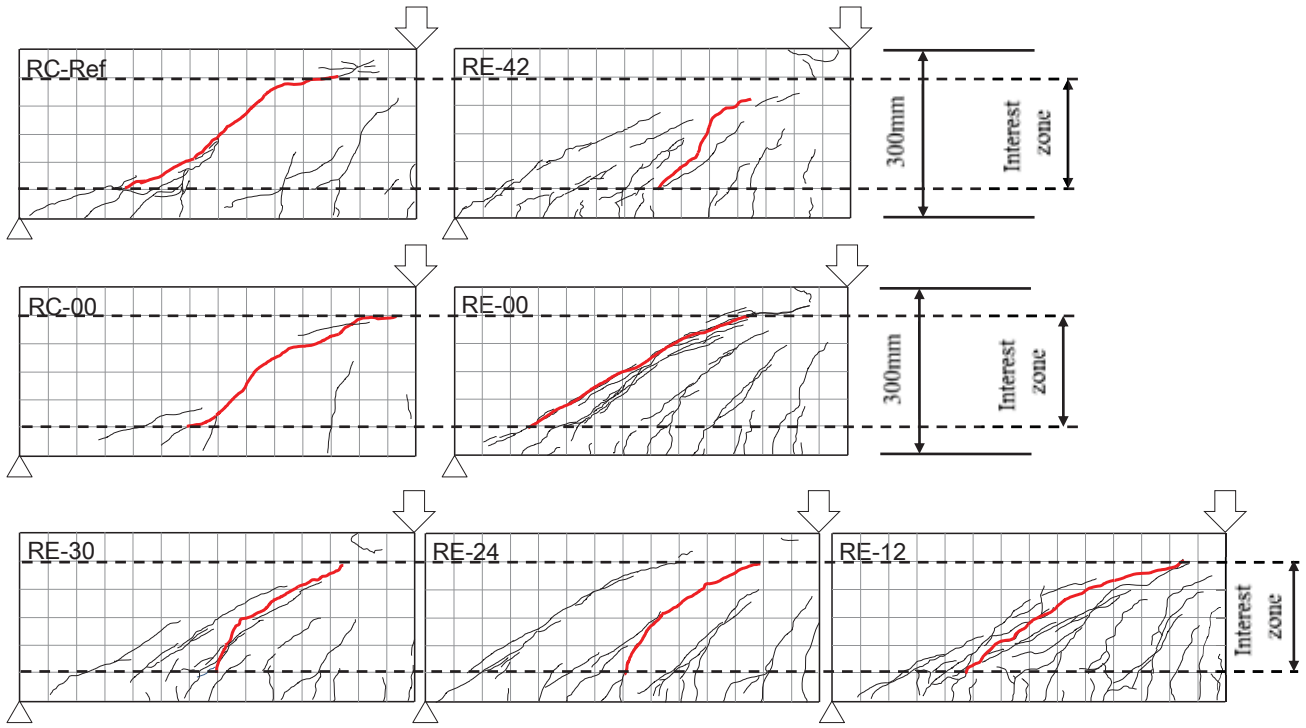 RC-Ref
RE-42
300mm
Interest
zone
RC-00
RE-00
300mm
Interest
zone
RE-30
RE-24
RE-12
Interest
zone